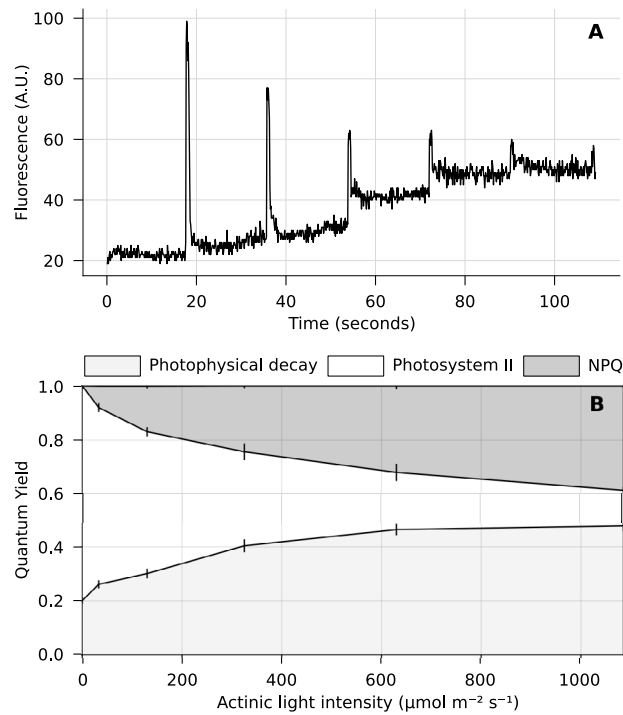 100
A
80
60
40
20
Fluorescence (A.U.)
0 20 40 60 80 100
Time (seconds)
Photophysical decay Photosystem II NPQ
1.0
B
0.8
0.6
0.4
0.2
0.0
Quantum Yield
0 200 400 600 800 1000
Actinic light intensity (μmol m⁻² s⁻¹)